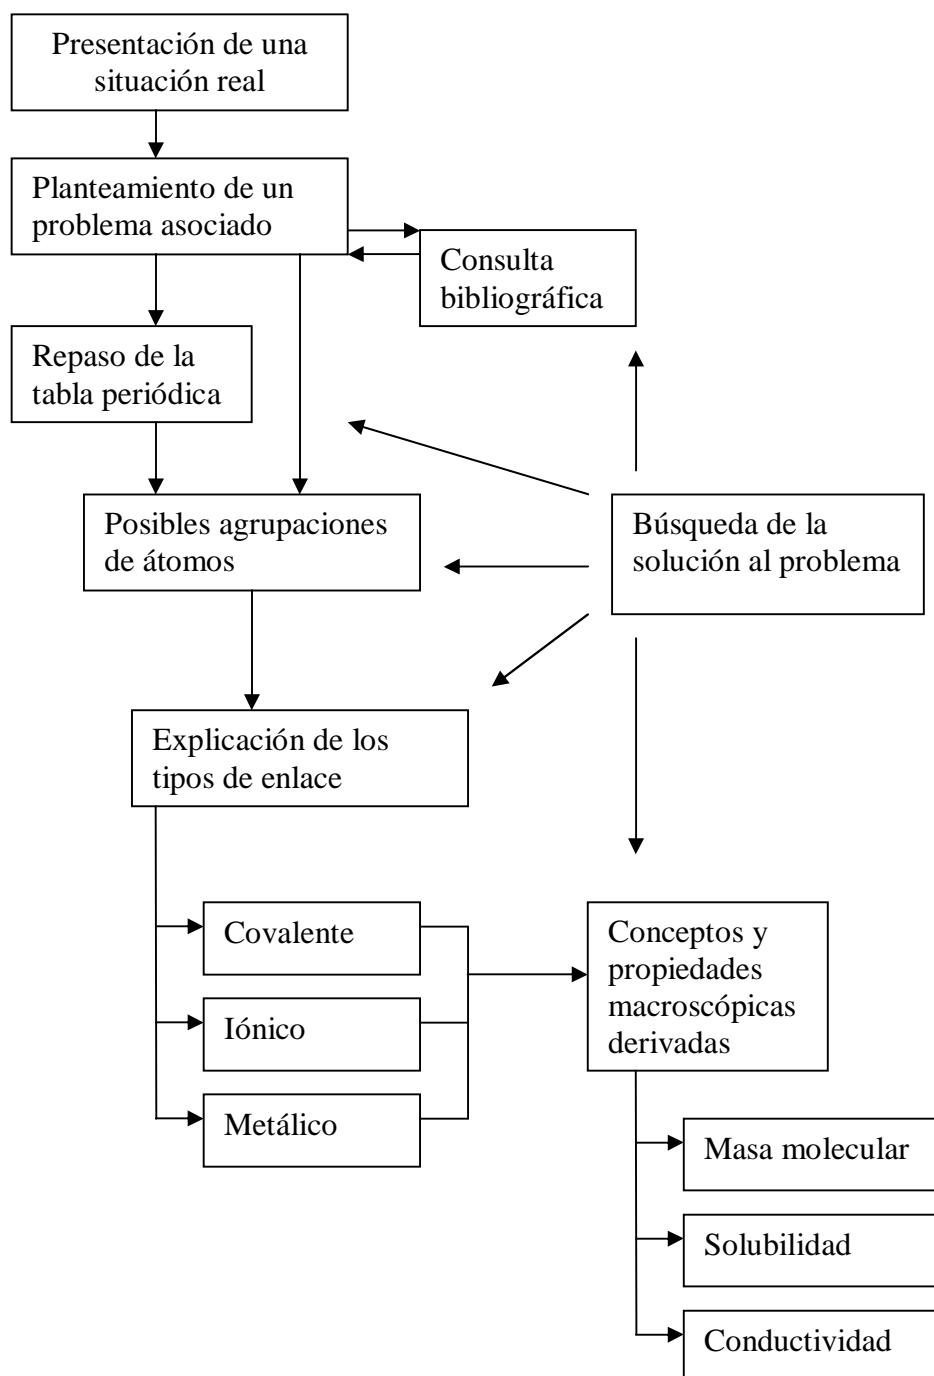 Presentación de una
situación real
Planteamiento de un
problema asociado
Consulta
bibliográfica
Repaso de la
tabla periódica
Posibles agrupaciones
de átomos
Búsqueda de la
solución al problema
Explicación de los
tipos de enlace
Covalente
Iónico
Metálico
Conceptos y
propiedades
macroscópicas
derivadas
Masa molecular
Solubilidad
Conductividad